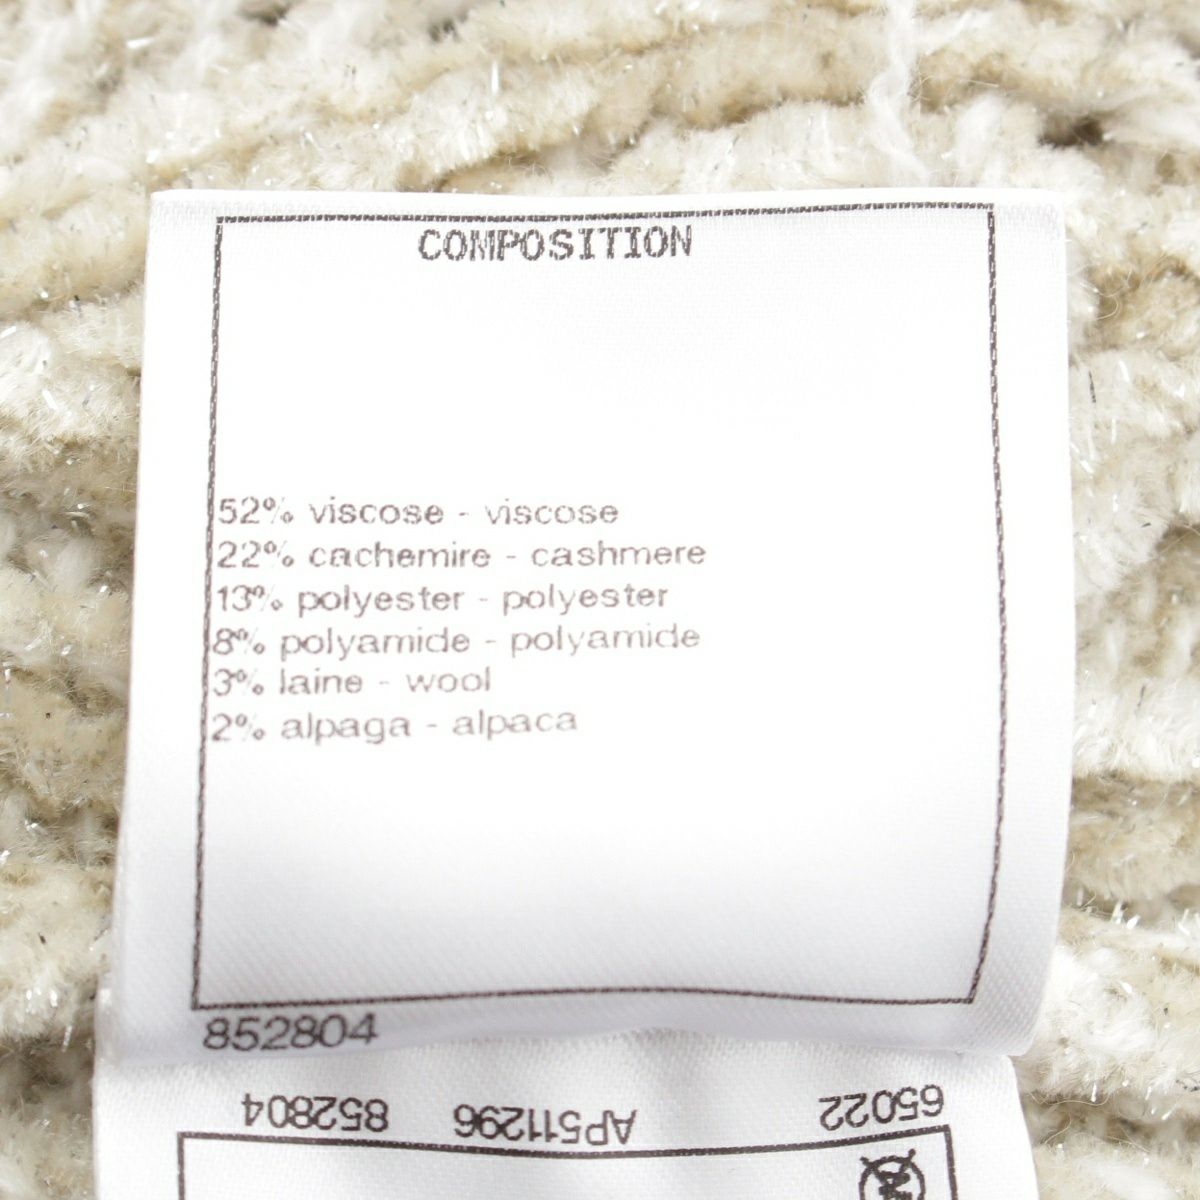 COMPOSITION
52% viscose - viscose
22% cachemire - cashmere
13% polyester - polyester
8% polyamide - polyamide
3% laine - wool
2% alpaga - alpaca
852804
65022 AP511296 852804